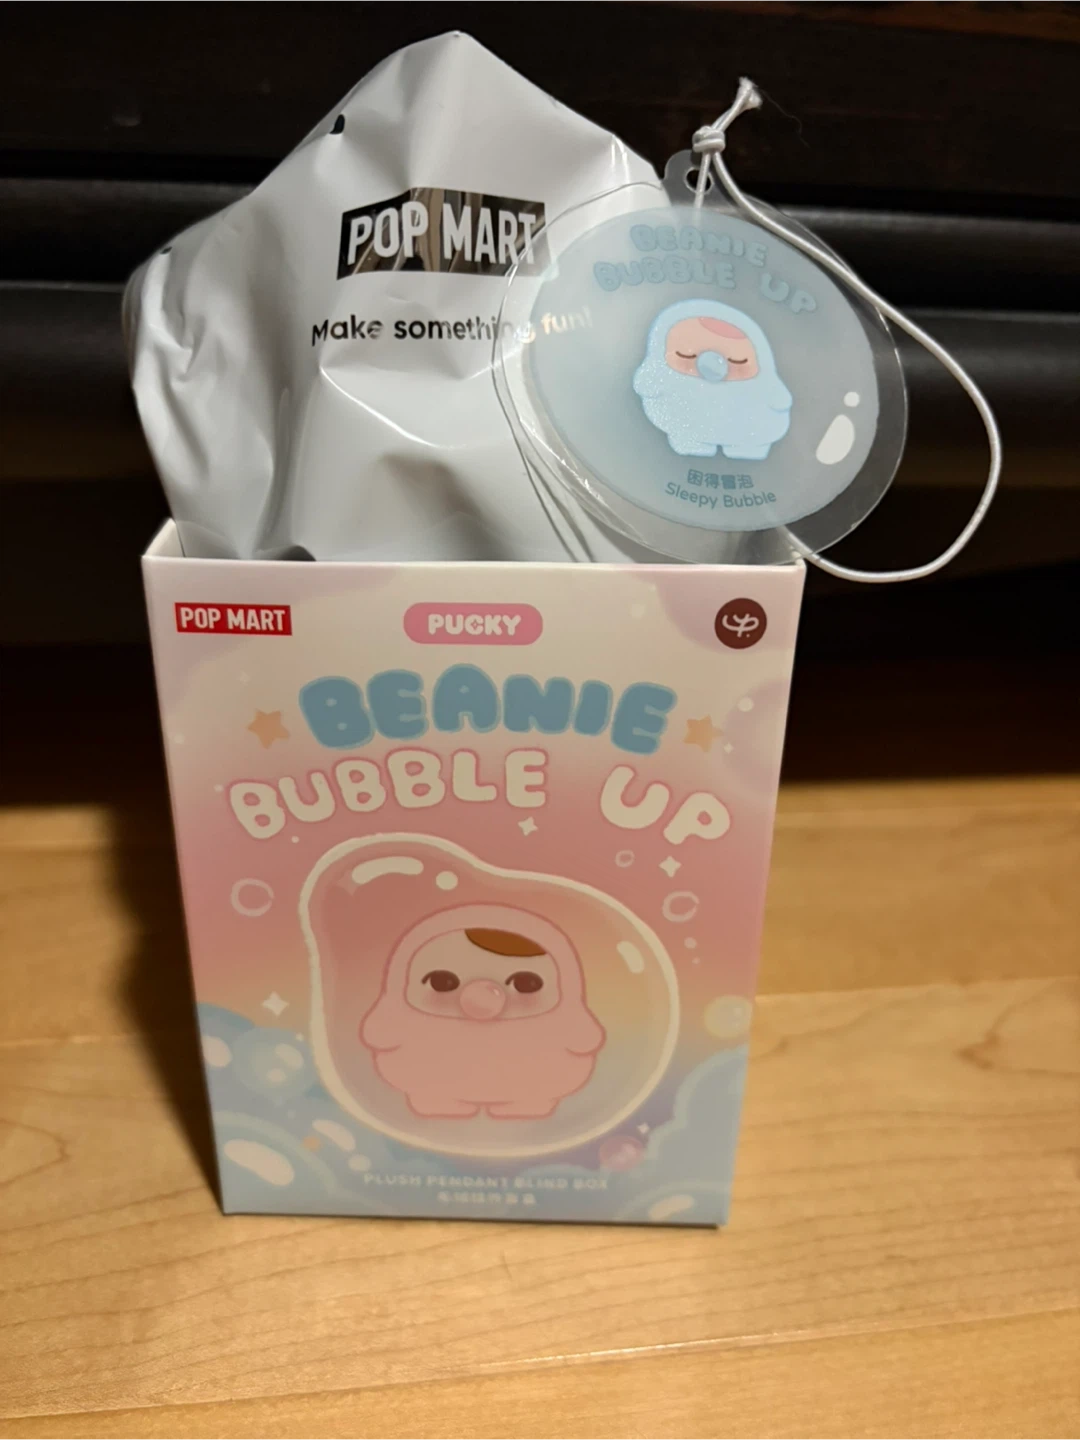 POP MART
Make something fun!
BEANIE
BUBBLE UP
困得冒泡
Sleepy Bubble
POP MART
PUCKY
BEANIE
BUBBLE UP
PLUSH PENDANT BLIND BOX